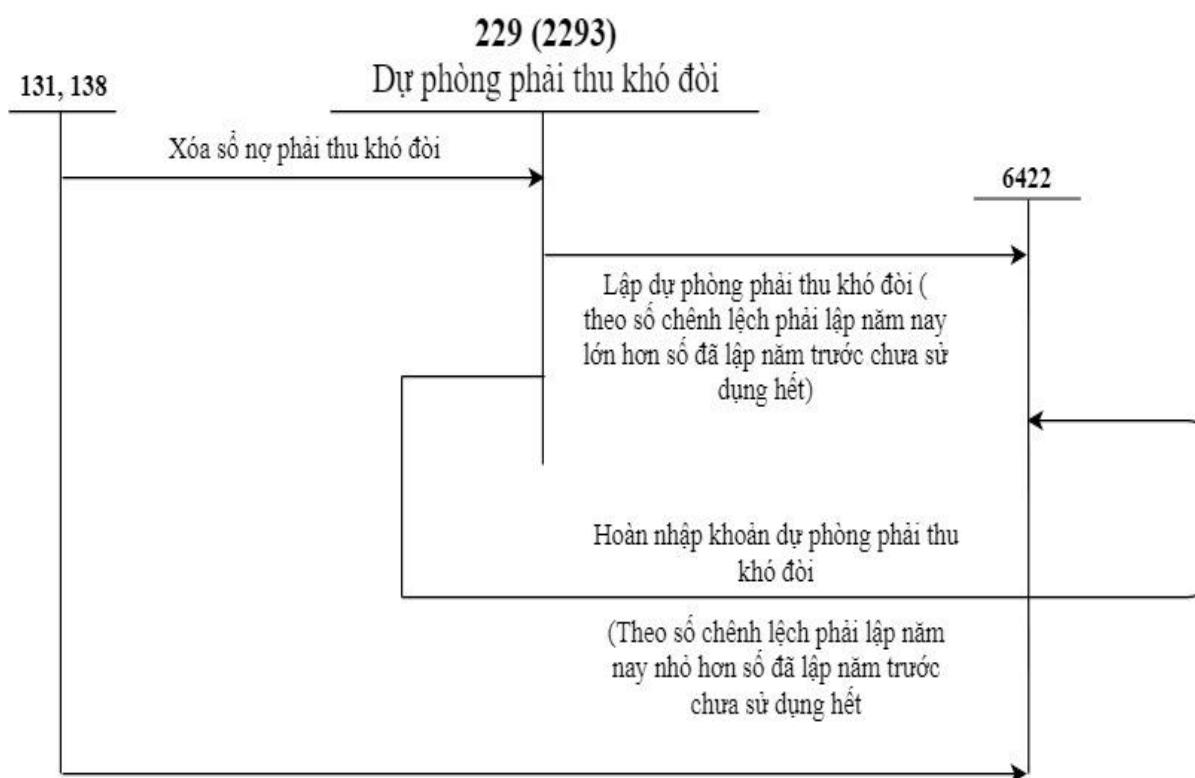 229 (2293)
131, 138
Dự phòng phải thu khó đòi
Xóa sổ nợ phải thu khó đòi
6422
Lập dự phòng phải thu khó đòi (
theo số chênh lệch phải lập năm nay
lớn hơn số đã lập năm trước chưa sử
dụng hết)
Hoàn nhập khoản dự phòng phải thu
khó đòi
(Theo số chênh lệch phải lập năm
nay nhỏ hơn số đã lập năm trước
chưa sử dụng hết